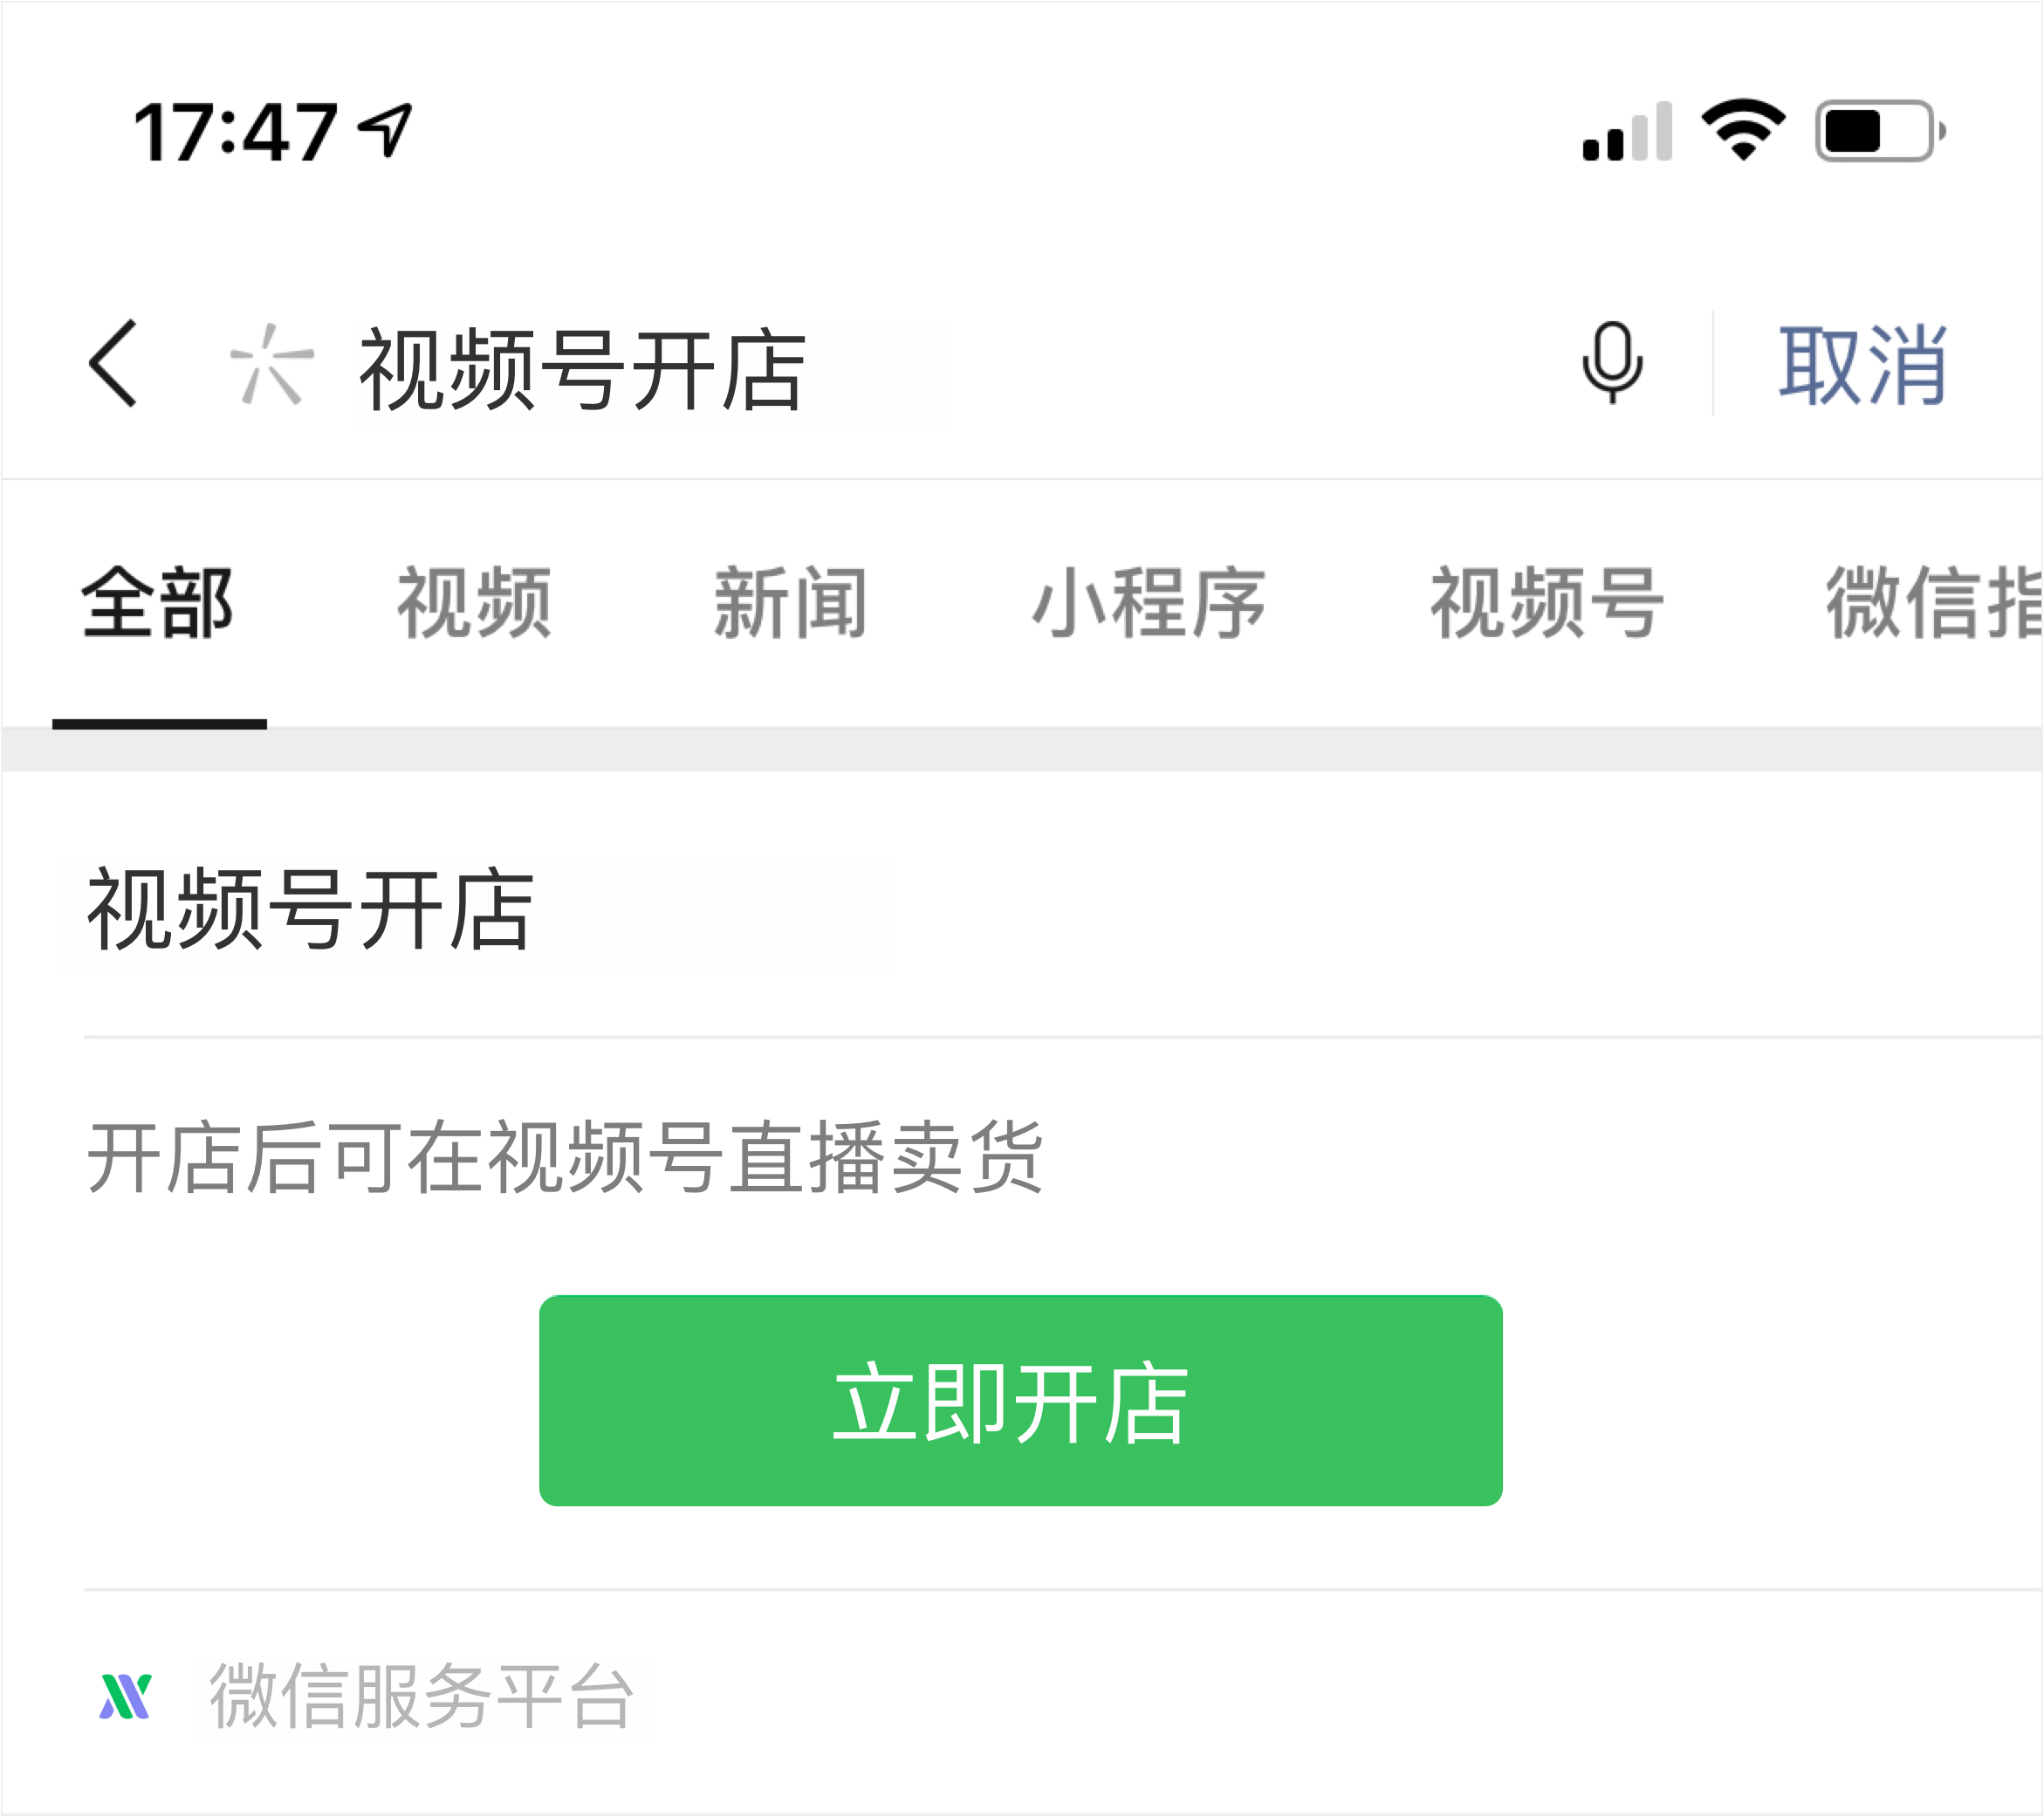 17:47
视频号开店 取消
全部 视频 新闻 小程序 视频号 微信
视频号开店
开店后可在视频号直播卖货
立即开店
微信服务平台